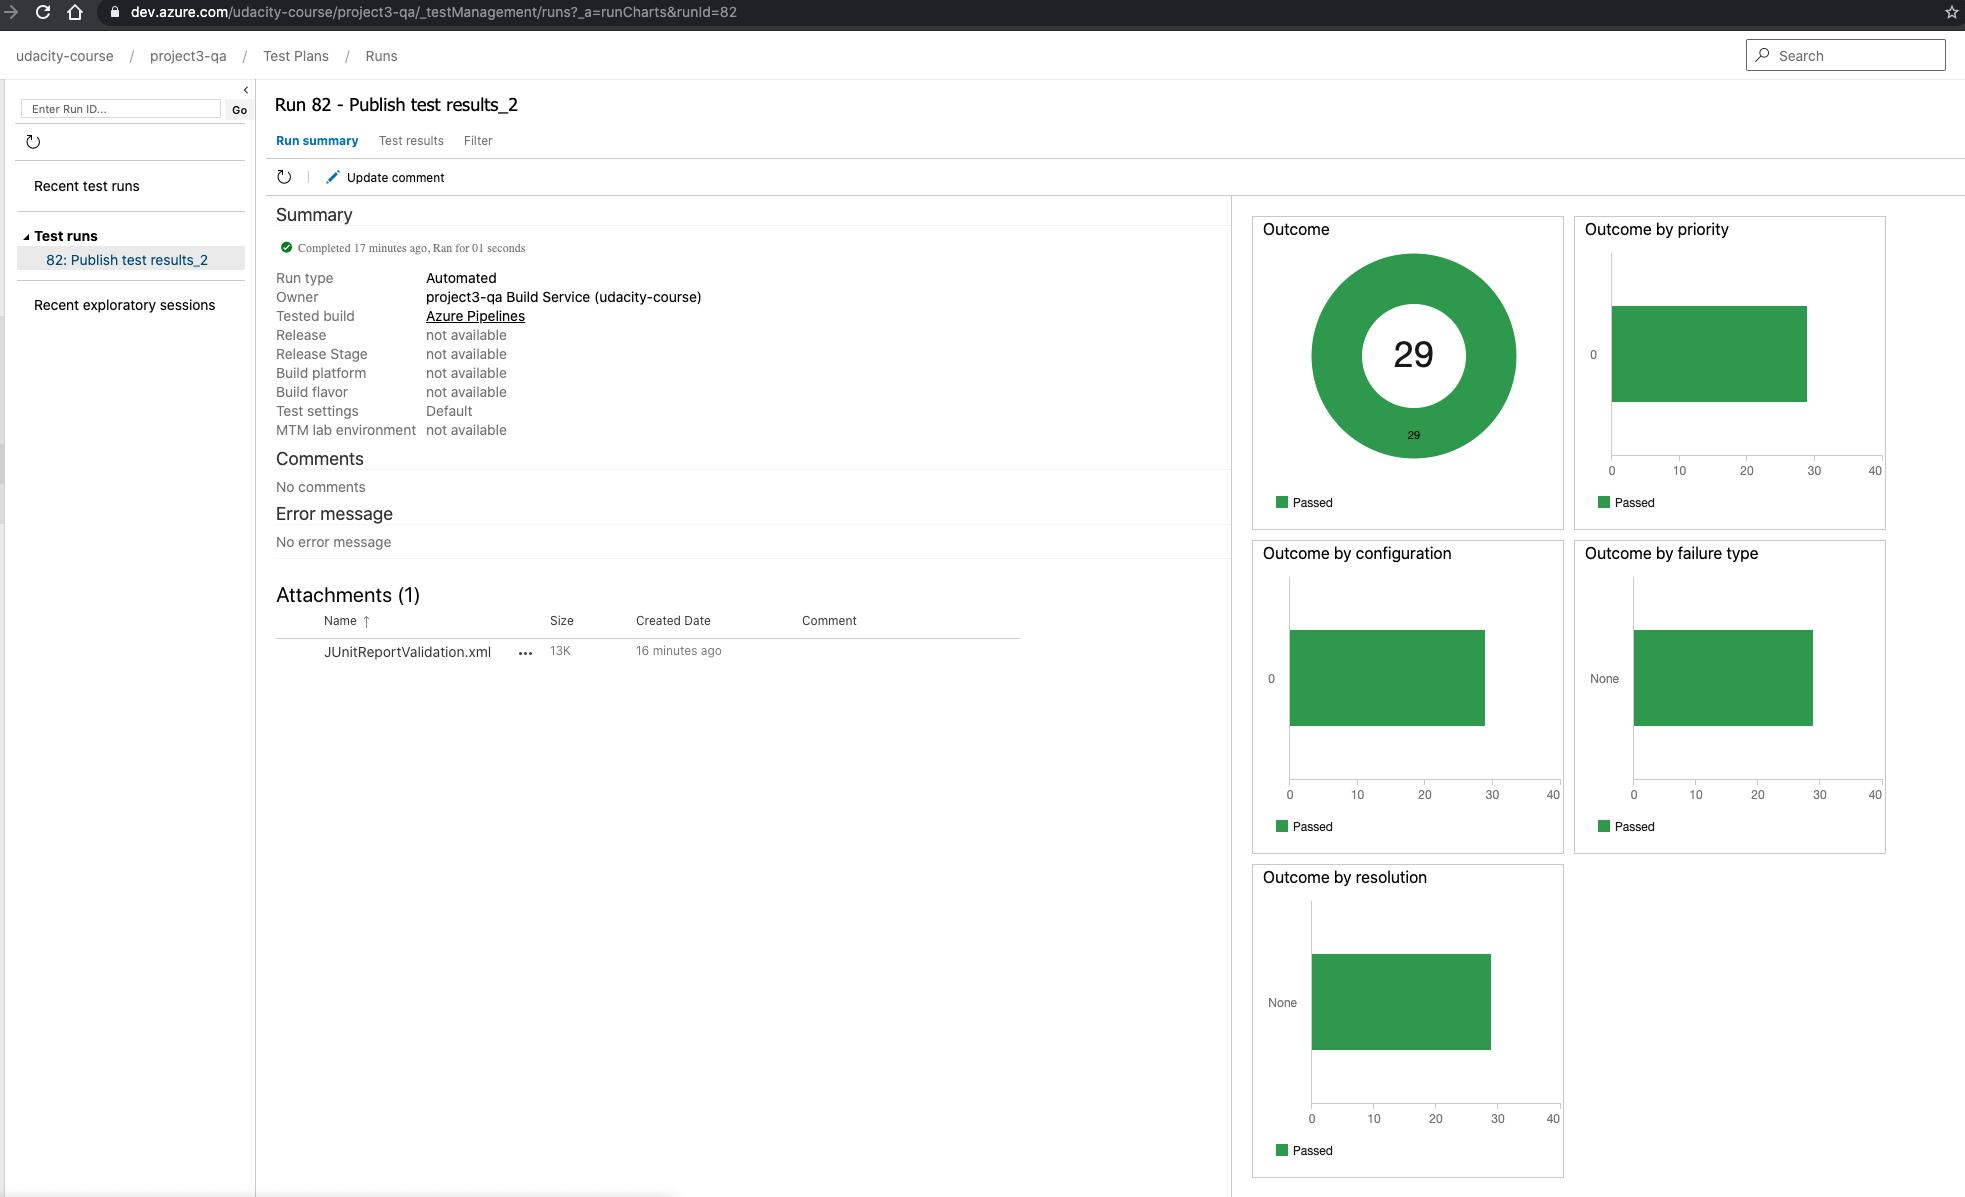 dev.azure.com/udacity-course/project3-qa/_testManagement/runs?_a=runCharts&runId=82
udacity-course / project3-qa / Test Plans / Runs
Search
Enter Run ID...
Go
Recent test runs
Test runs
82: Publish test results_2
Recent exploratory sessions
Run 82 - Publish test results_2
Run summary Test results Filter
Update comment
Summary
Completed 17 minutes ago, Ran for 01 seconds
Run type Automated
Owner project3-qa Build Service (udacity-course)
Tested build Azure Pipelines
Release not available
Release Stage not available
Build platform not available
Build flavor not available
Test settings Default
MTM lab environment not available
Comments
No comments
Error message
No error message
Attachments (1)
Name ↑ Size Created Date Comment
JUnitReportValidation.xml ... 13K 16 minutes ago
Outcome
29
29
Passed
Outcome by priority
0
0 10 20 30 40
Passed
Outcome by configuration
0
0 10 20 30 40
Passed
Outcome by failure type
None
0 10 20 30 40
Passed
Outcome by resolution
None
0 10 20 30 40
Passed